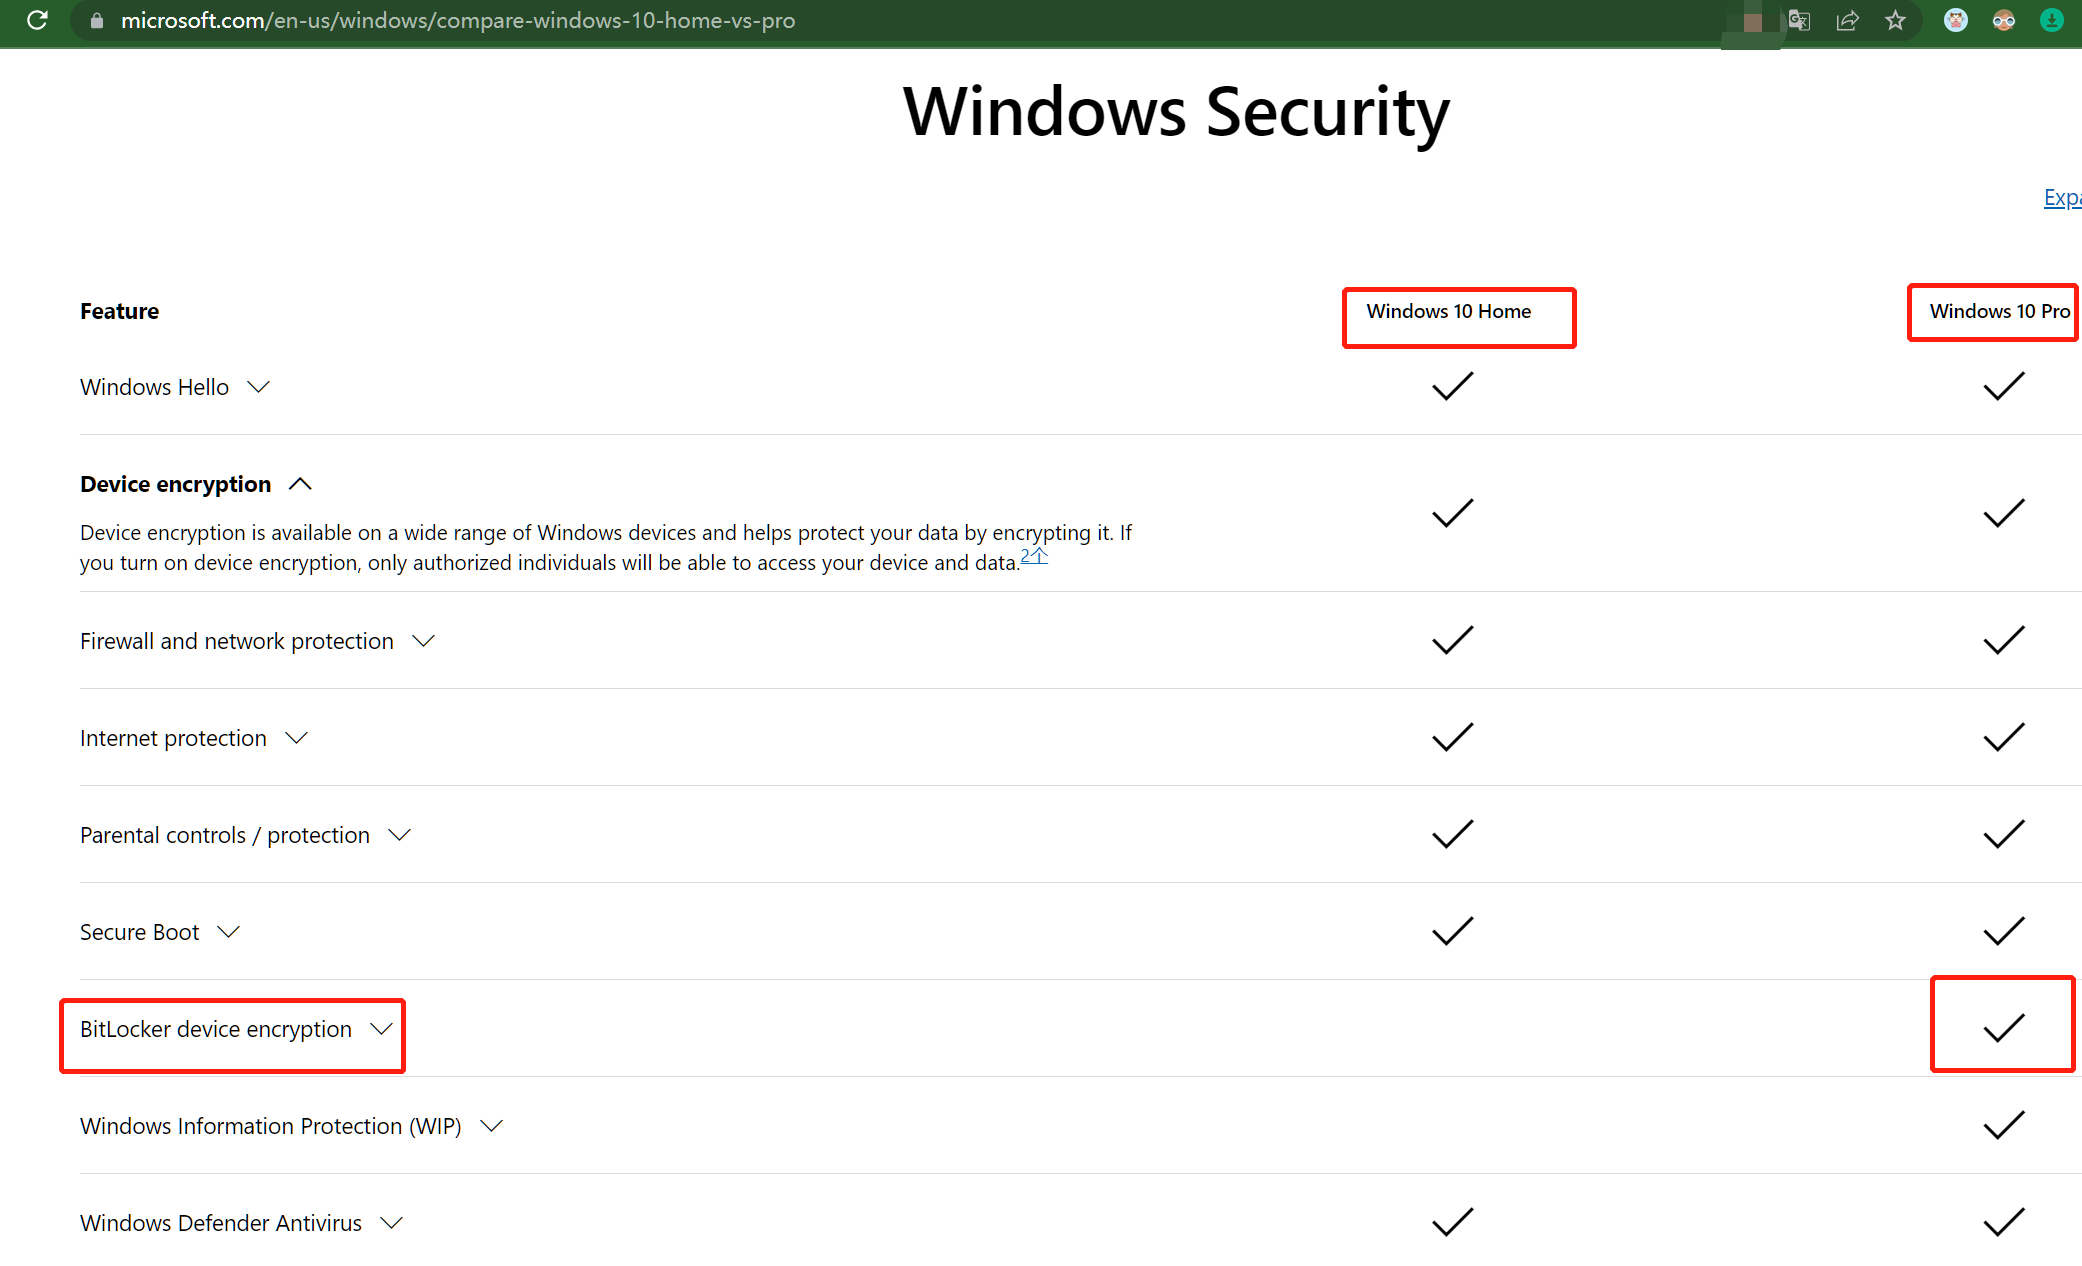 microsoft.com/en-us/windows/compare-windows-10-home-vs-pro
Windows Security
Expa
Feature
Windows 10 Home
Windows 10 Pro
Windows Hello
Device encryption
Device encryption is available on a wide range of Windows devices and helps protect your data by encrypting it. If
you turn on device encryption, only authorized individuals will be able to access your device and data.2个
Firewall and network protection
Internet protection
Parental controls / protection
Secure Boot
BitLocker device encryption
Windows Information Protection (WIP)
Windows Defender Antivirus